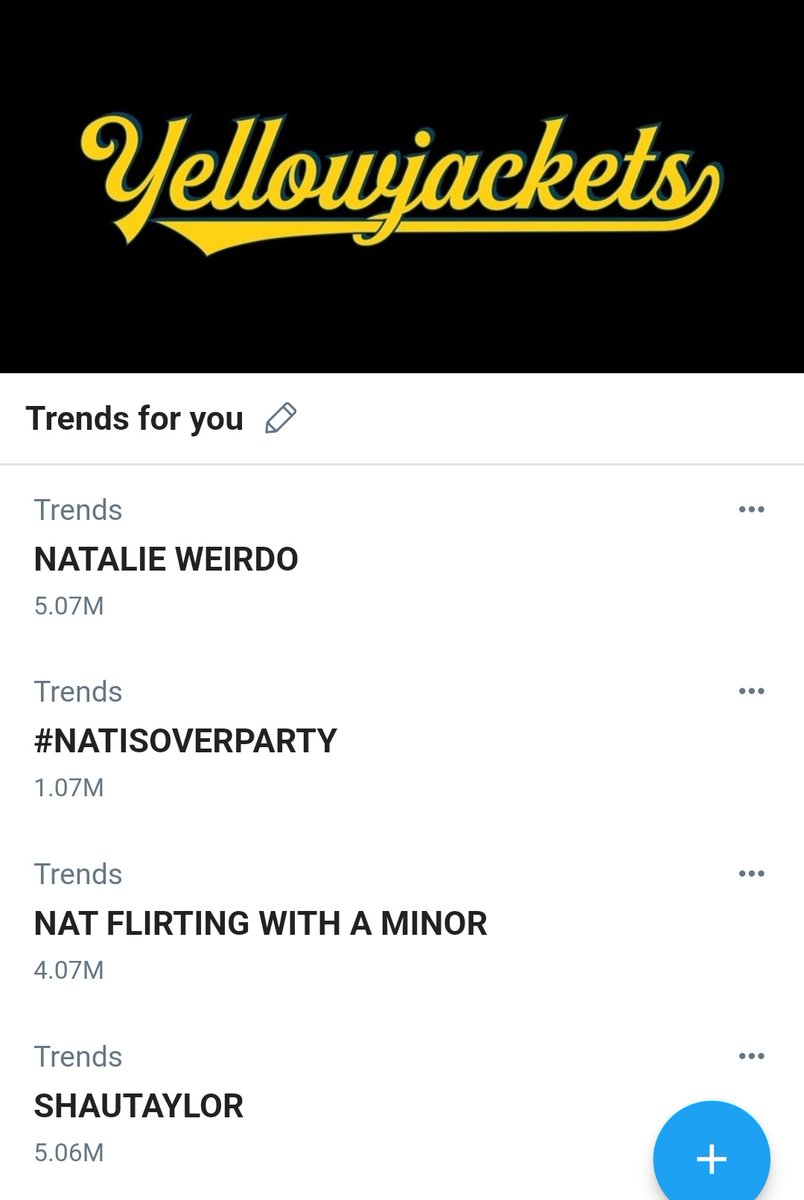 Yellowjackets
Trends for you
Trends
NATALIE WEIRDO
5.07M
Trends
#NATISOVERPARTY
1.07M
Trends
NAT FLIRTING WITH A MINOR
4.07M
Trends
SHAUTAYLOR
5.06M